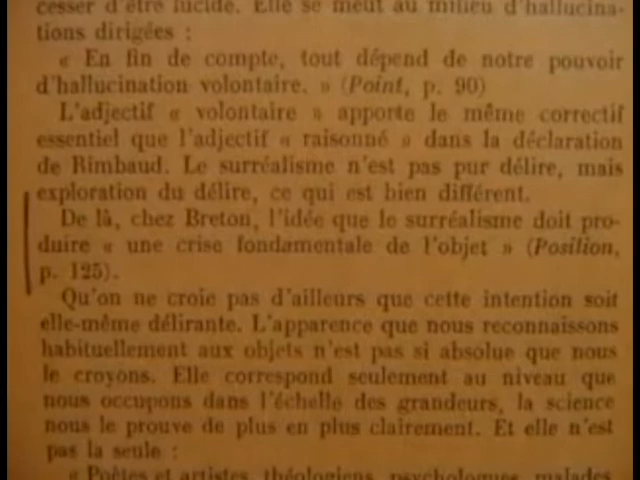 cesser d'être lucide. Elle se meut au milieu d'hallucina-
tions dirigées :
« En fin de compte, tout dépend de notre pouvoir
d'hallucination volontaire. » (Point, p. 90)
L'adjectif « volontaire » apporte le même correctif
essentiel que l'adjectif « raisonné » dans la déclaration
de Rimbaud. Le surréalisme n'est pas pur délire, mais
exploration du délire, ce qui est bien différent.
De là, chez Breton, l'idée que le surréalisme doit pro-
duire « une crise fondamentale de l'objet » (Position,
p. 125).
Qu'on ne croie pas d'ailleurs que cette intention soit
elle-même délirante. L'apparence que nous reconnaissons
habituellement aux objets n'est pas si absolue que nous
le croyons. Elle correspond seulement au niveau que
nous occupons dans l'échelle des grandeurs, la science
nous le prouve de plus en plus clairement. Et elle n'est
pas la seule :
« Poètes et artistes, théologiens, psychologues, malades